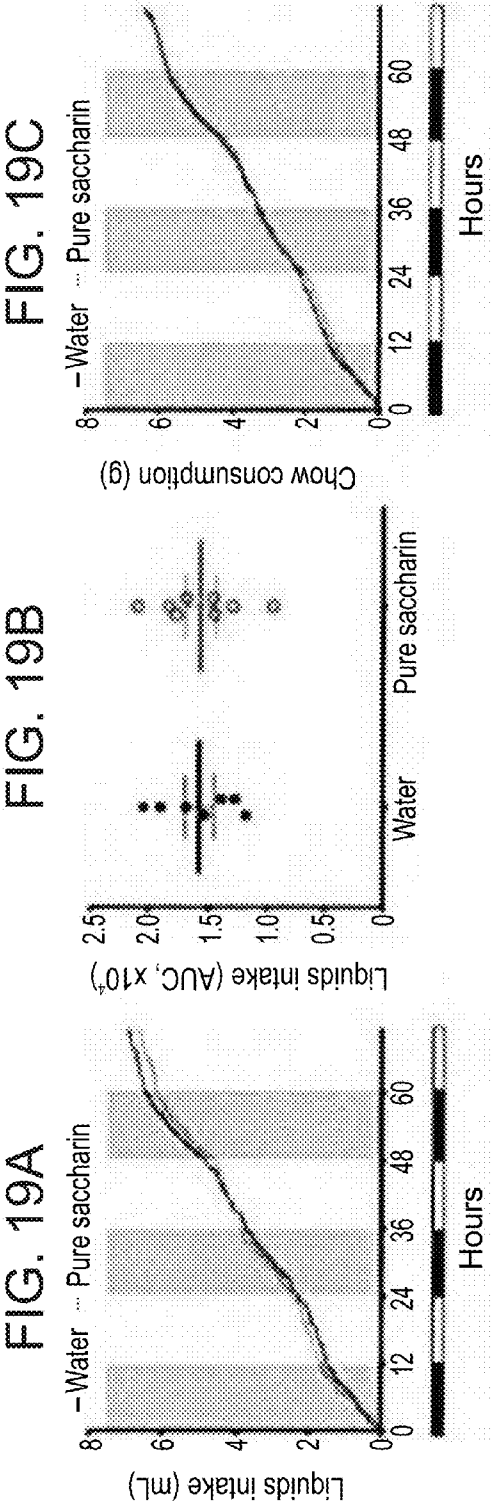 FIG. 19A
– Water ··· Pure saccharin
Liquids intake (mL)
8
6
4
2
0
0 12 24 36 48 60
Hours
FIG. 19B
Liquids intake (AUC, x10⁴)
2.5
2.0
1.5
1.0
0.5
0
Water Pure saccharin
FIG. 19C
– Water ··· Pure saccharin
Chow consumption (g)
8
6
4
2
0
0 12 24 36 48 60
Hours